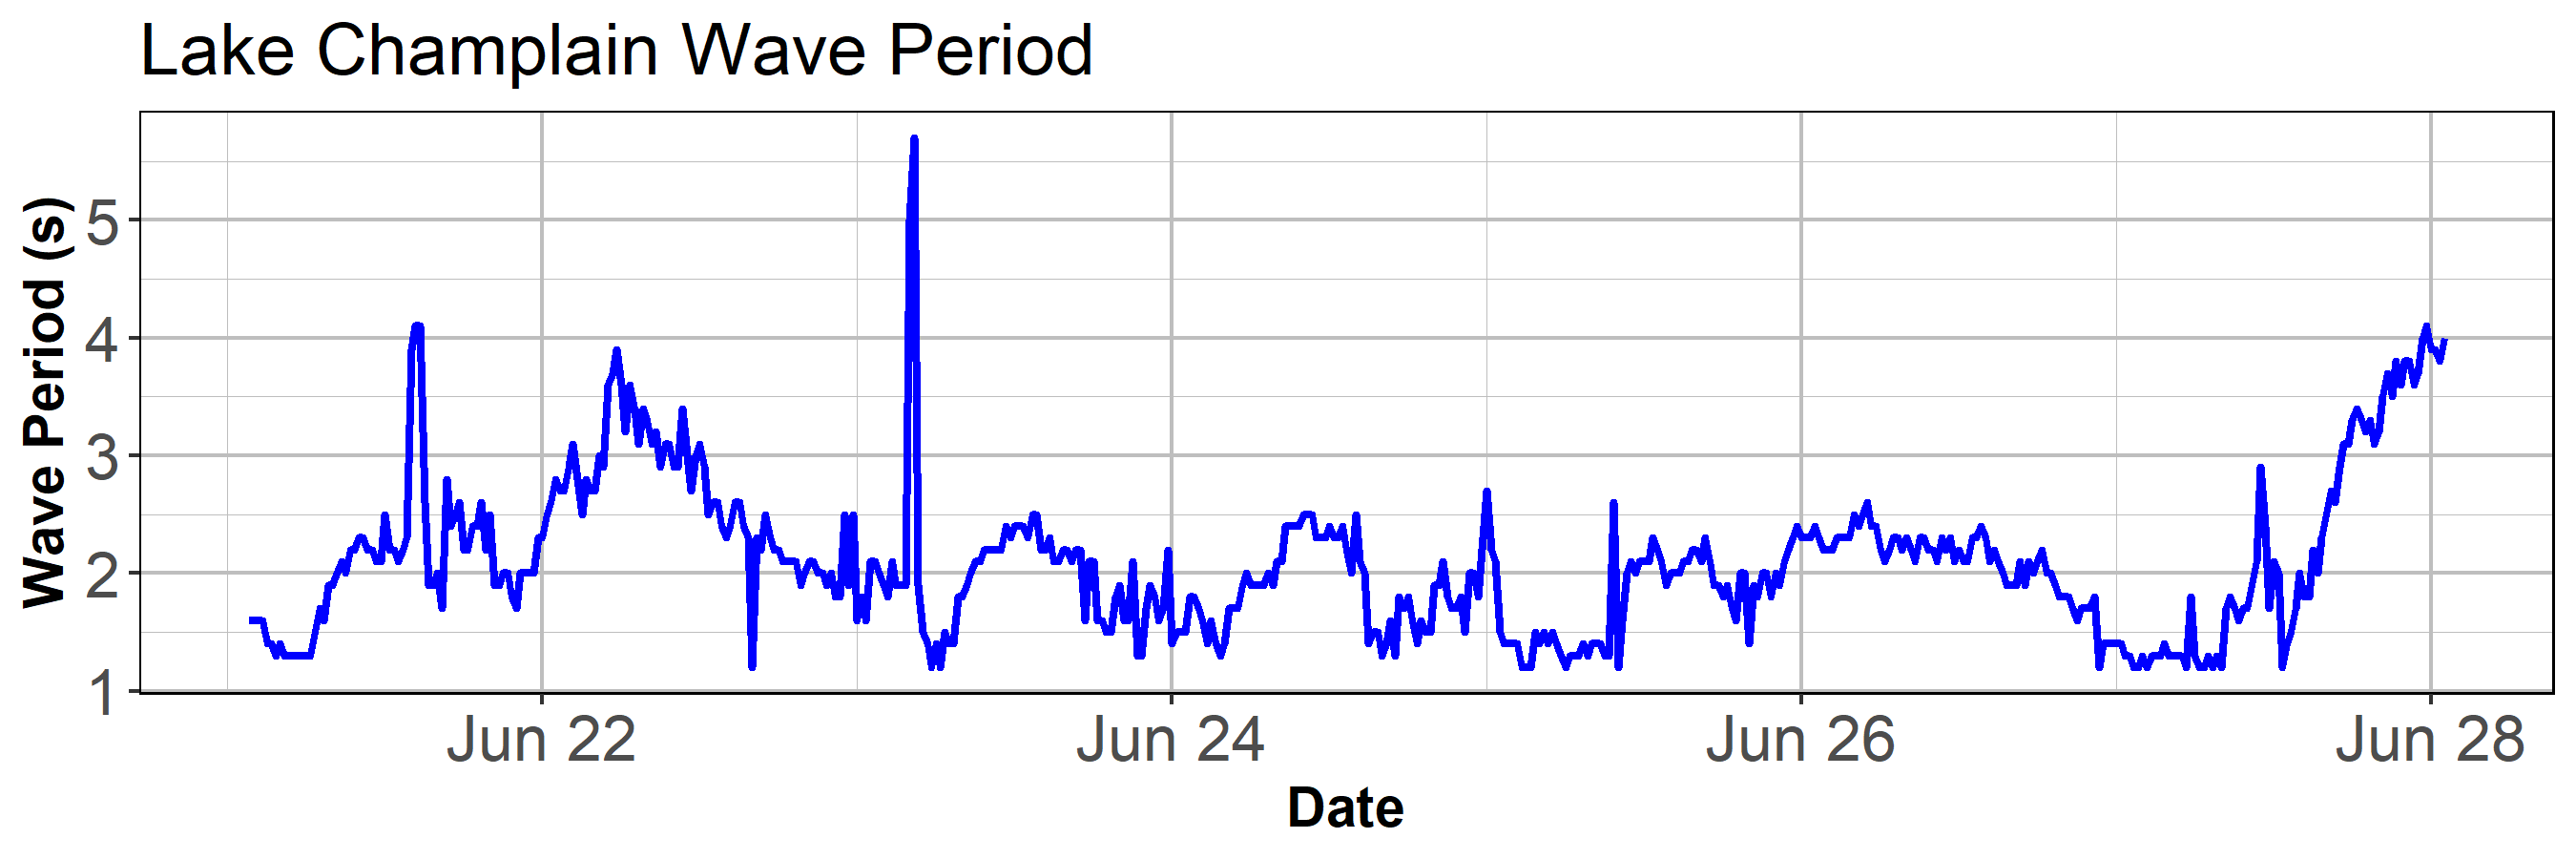 Lake Champlain Wave Period
Wave Period (s)
5
4
3
2
1
Jun 22
Jun 24
Jun 26
Jun 28
Date